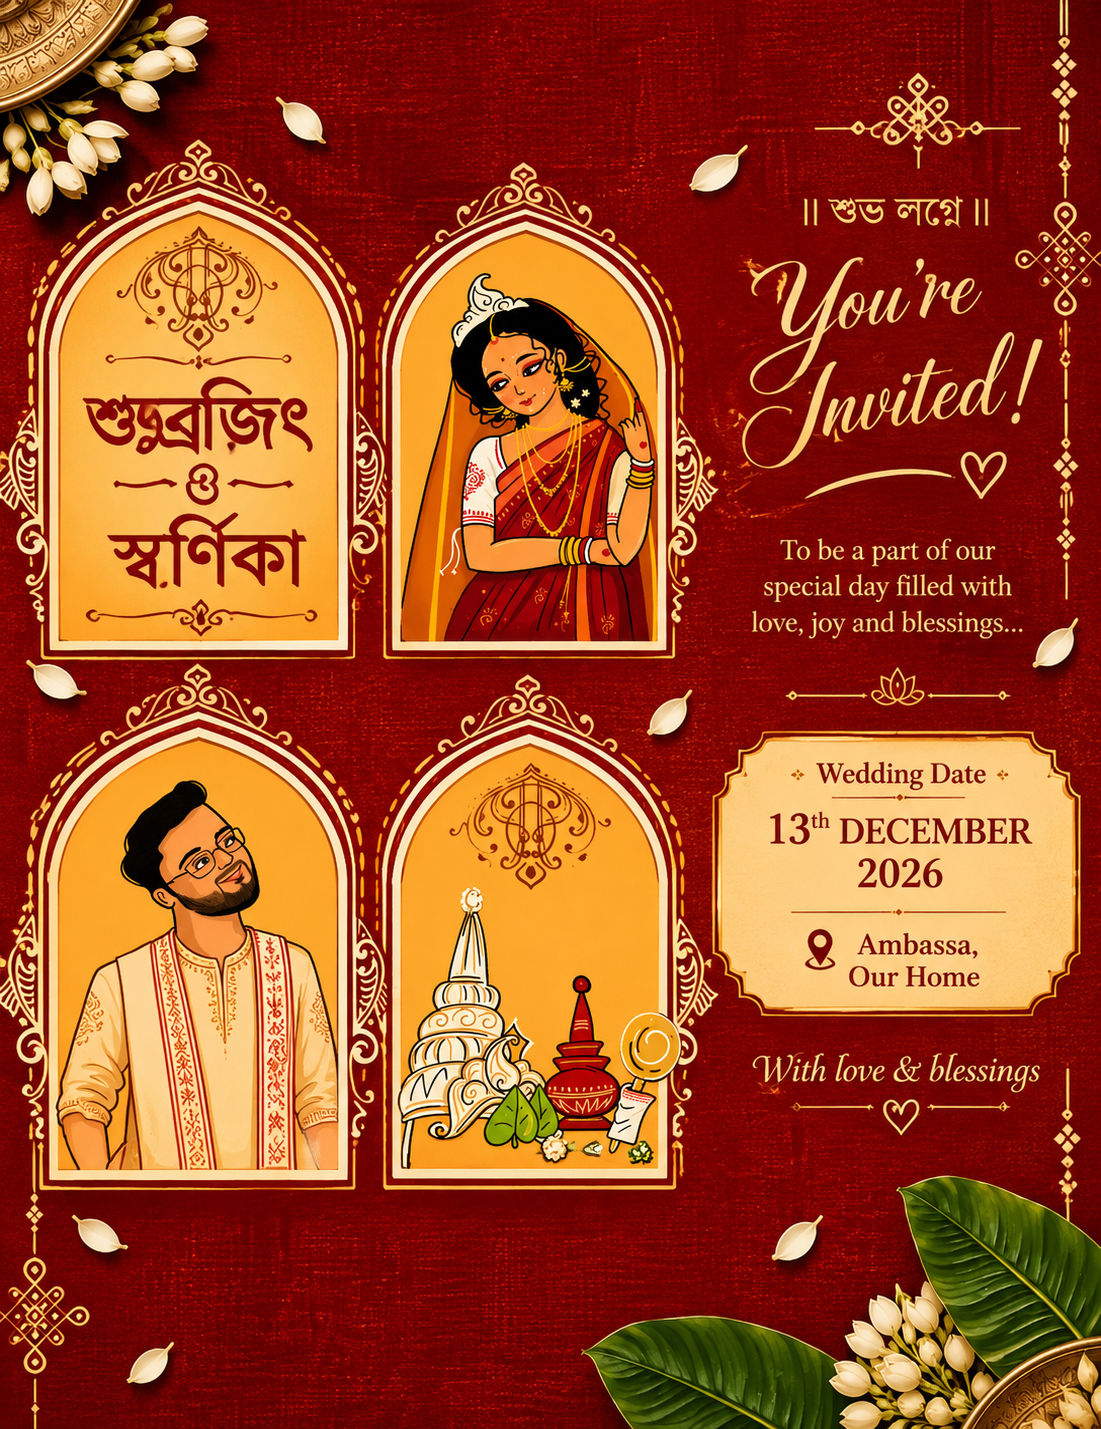 শুভব্রজিৎ
ও
স্বর্ণিকা
॥ শুভ লগ্নে ॥
You're
Invited!
To be a part of our
special day filled with
love, joy and blessings...
Wedding Date
13th DECEMBER
2026
Ambassa,
Our Home
With love & blessings